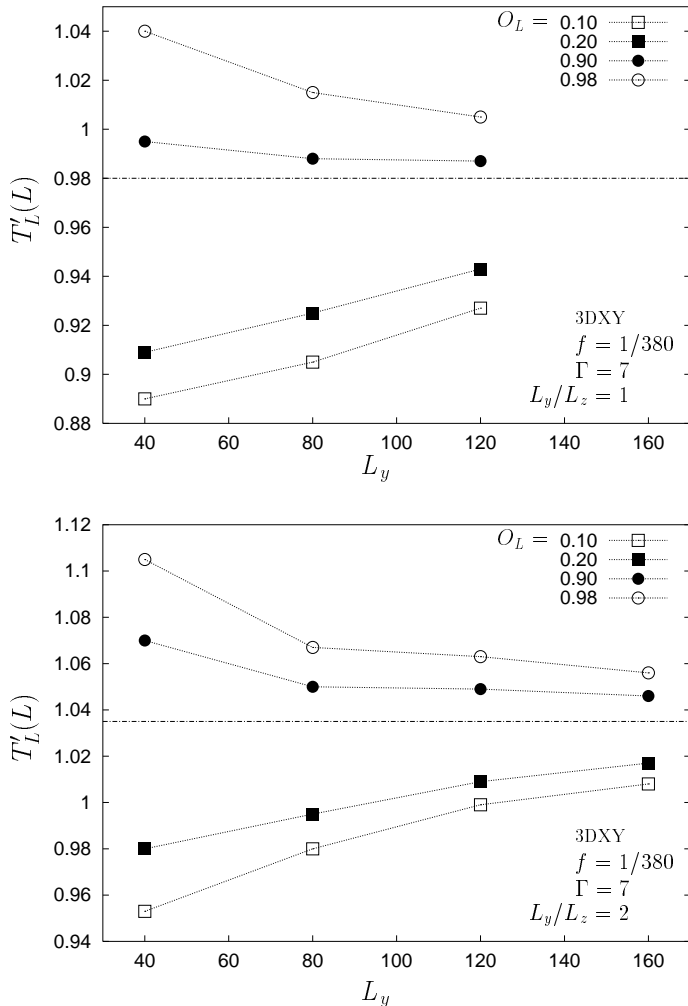 O_L = 0.10
0.20
0.90
0.98
1.04
1.02
1
0.98
0.96
0.94
0.92
0.9
0.88
T′_L(L)
3DXY
f = 1/380
Γ = 7
L_y/L_z = 1
40 60 80 100 120 140 160
L_y
O_L = 0.10
0.20
0.90
0.98
1.12
1.1
1.08
1.06
1.04
1.02
1
0.98
0.96
0.94
T′_L(L)
3DXY
f = 1/380
Γ = 7
L_y/L_z = 2
40 60 80 100 120 140 160
L_y